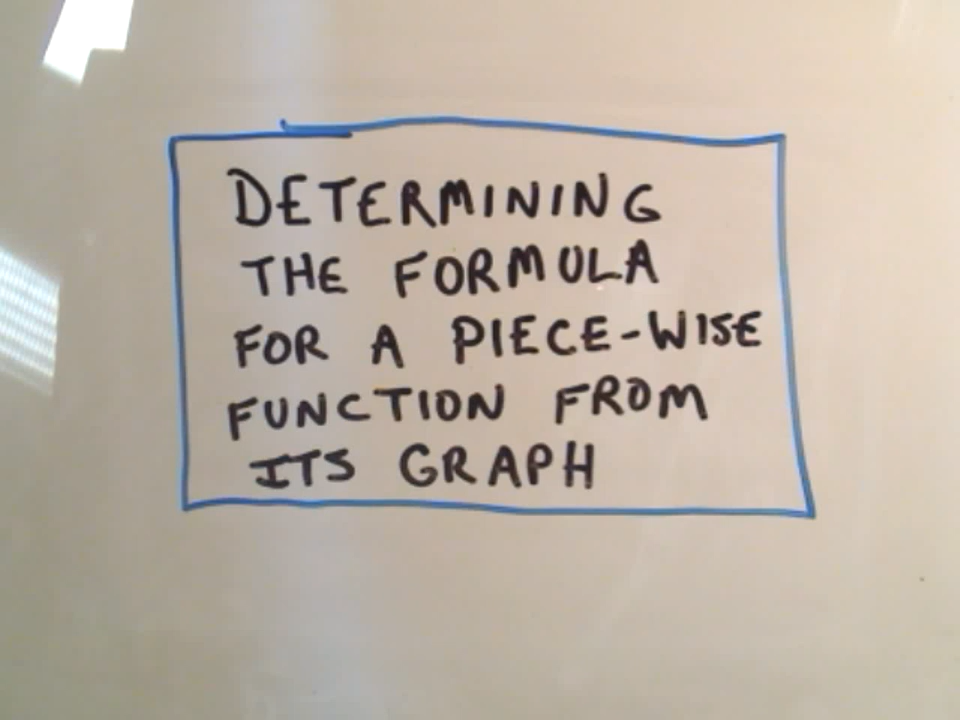 DETERMINING
THE FORMULA
FOR A PIECE-WISE
FUNCTION FROM
ITS GRAPH